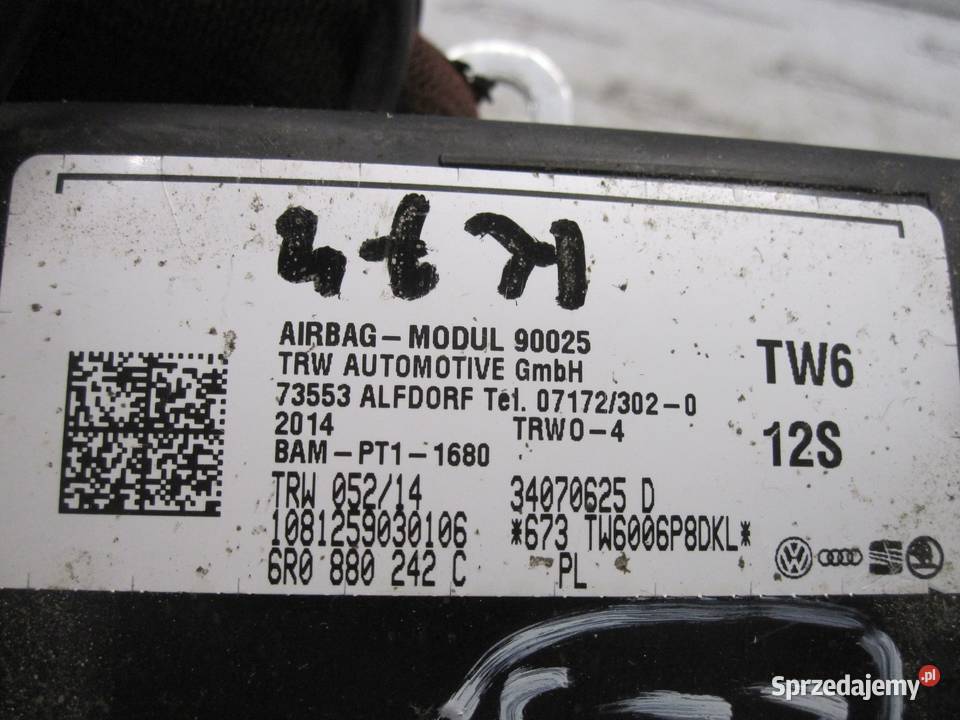 AIRBAG - MODUL 90025
TRW AUTOMOTIVE GmbH
73553 ALFDORF Tel. 07172/302-0
2014 TRWO-4
BAM-PT1-1680
TW6
12S
TRW 052/14 34070625 D
1081259030106 *673 TW6006P8DKL*
6R0 880 242 C PL
Sprzedajemy.pl